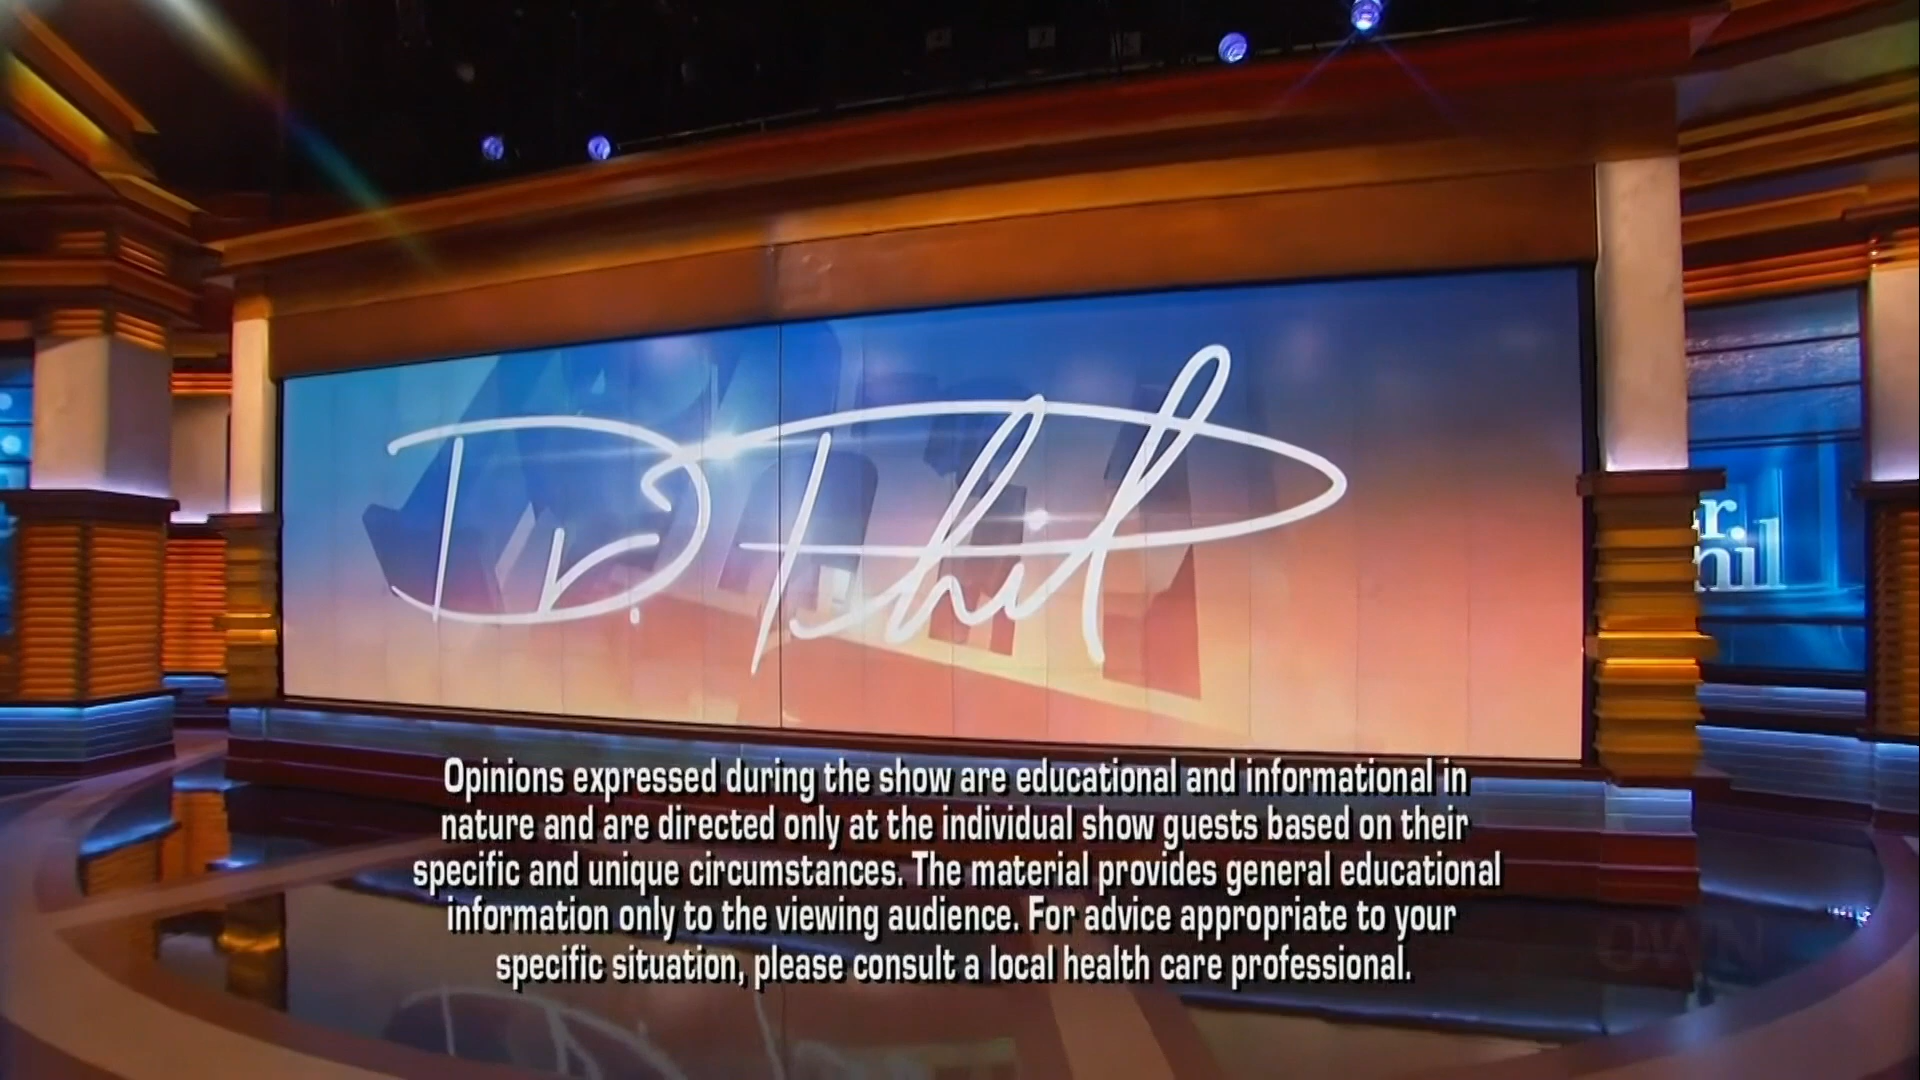 Dr. Phil
r.
hil
Opinions expressed during the show are educational and informational in
nature and are directed only at the individual show guests based on their
specific and unique circumstances. The material provides general educational
information only to the viewing audience. For advice appropriate to your
specific situation, please consult a local health care professional.
OWN